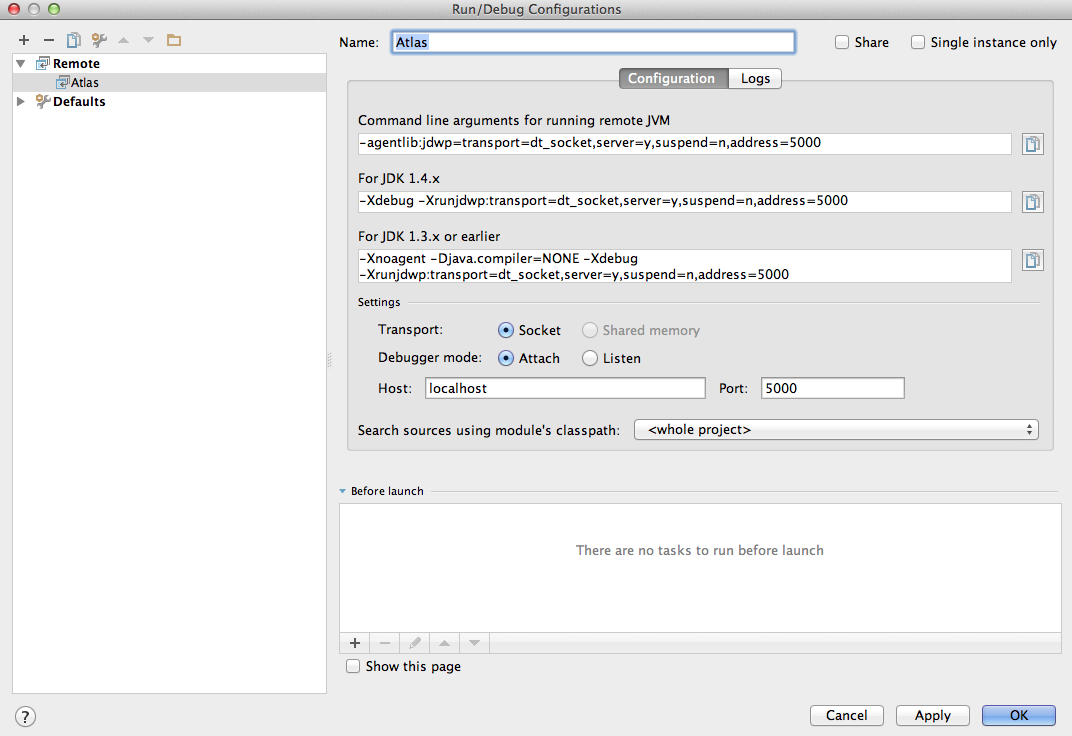 Run/Debug Configurations
Remote
Atlas
Defaults
Name: Atlas Share Single instance only
Configuration Logs
Command line arguments for running remote JVM
-agentlib:jdwp=transport=dt_socket,server=y,suspend=n,address=5000
For JDK 1.4.x
-Xdebug -Xrunjdwp:transport=dt_socket,server=y,suspend=n,address=5000
For JDK 1.3.x or earlier
-Xnoagent -Djava.compiler=NONE -Xdebug
-Xrunjdwp:transport=dt_socket,server=y,suspend=n,address=5000
Settings
Transport: Socket Shared memory
Debugger mode: Attach Listen
Host: localhost Port: 5000
Search sources using module's classpath: <whole project>
Before launch
There are no tasks to run before launch
Show this page
? Cancel Apply OK